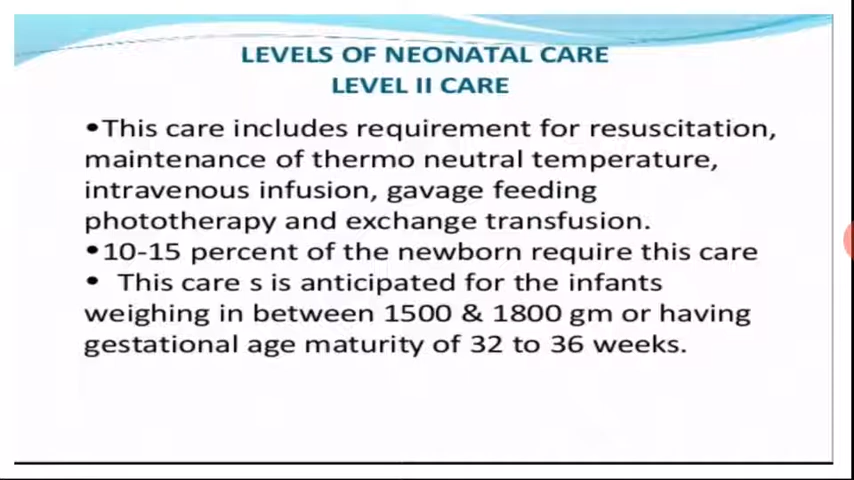 LEVELS OF NEONATAL CARE
LEVEL II CARE
•This care includes requirement for resuscitation,
maintenance of thermo neutral temperature,
intravenous infusion, gavage feeding
phototherapy and exchange transfusion.
•10-15 percent of the newborn require this care
• This care s is anticipated for the infants
weighing in between 1500 & 1800 gm or having
gestational age maturity of 32 to 36 weeks.